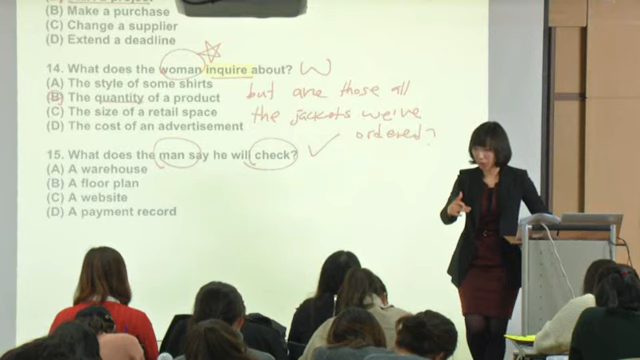 (B) Make a purchase
(C) Change a supplier
(D) Extend a deadline
14. What does the woman inquire about? W
(A) The style of some shirts
(B) The quantity of a product
(C) The size of a retail space
(D) The cost of an advertisement
but are those all
the jackets we've
ordered?
15. What does the man say he will check?
(A) A warehouse
(B) A floor plan
(C) A website
(D) A payment record